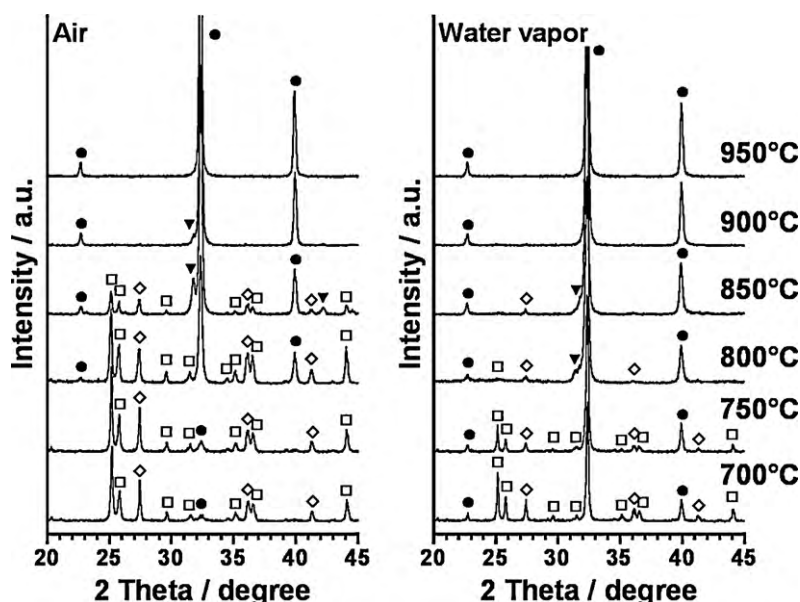 Air
Water vapor
950°C
900°C
850°C
800°C
750°C
700°C
Intensity / a.u.
Intensity / a.u.
20 25 30 35 40 45
20 25 30 35 40 45
2 Theta / degree
2 Theta / degree